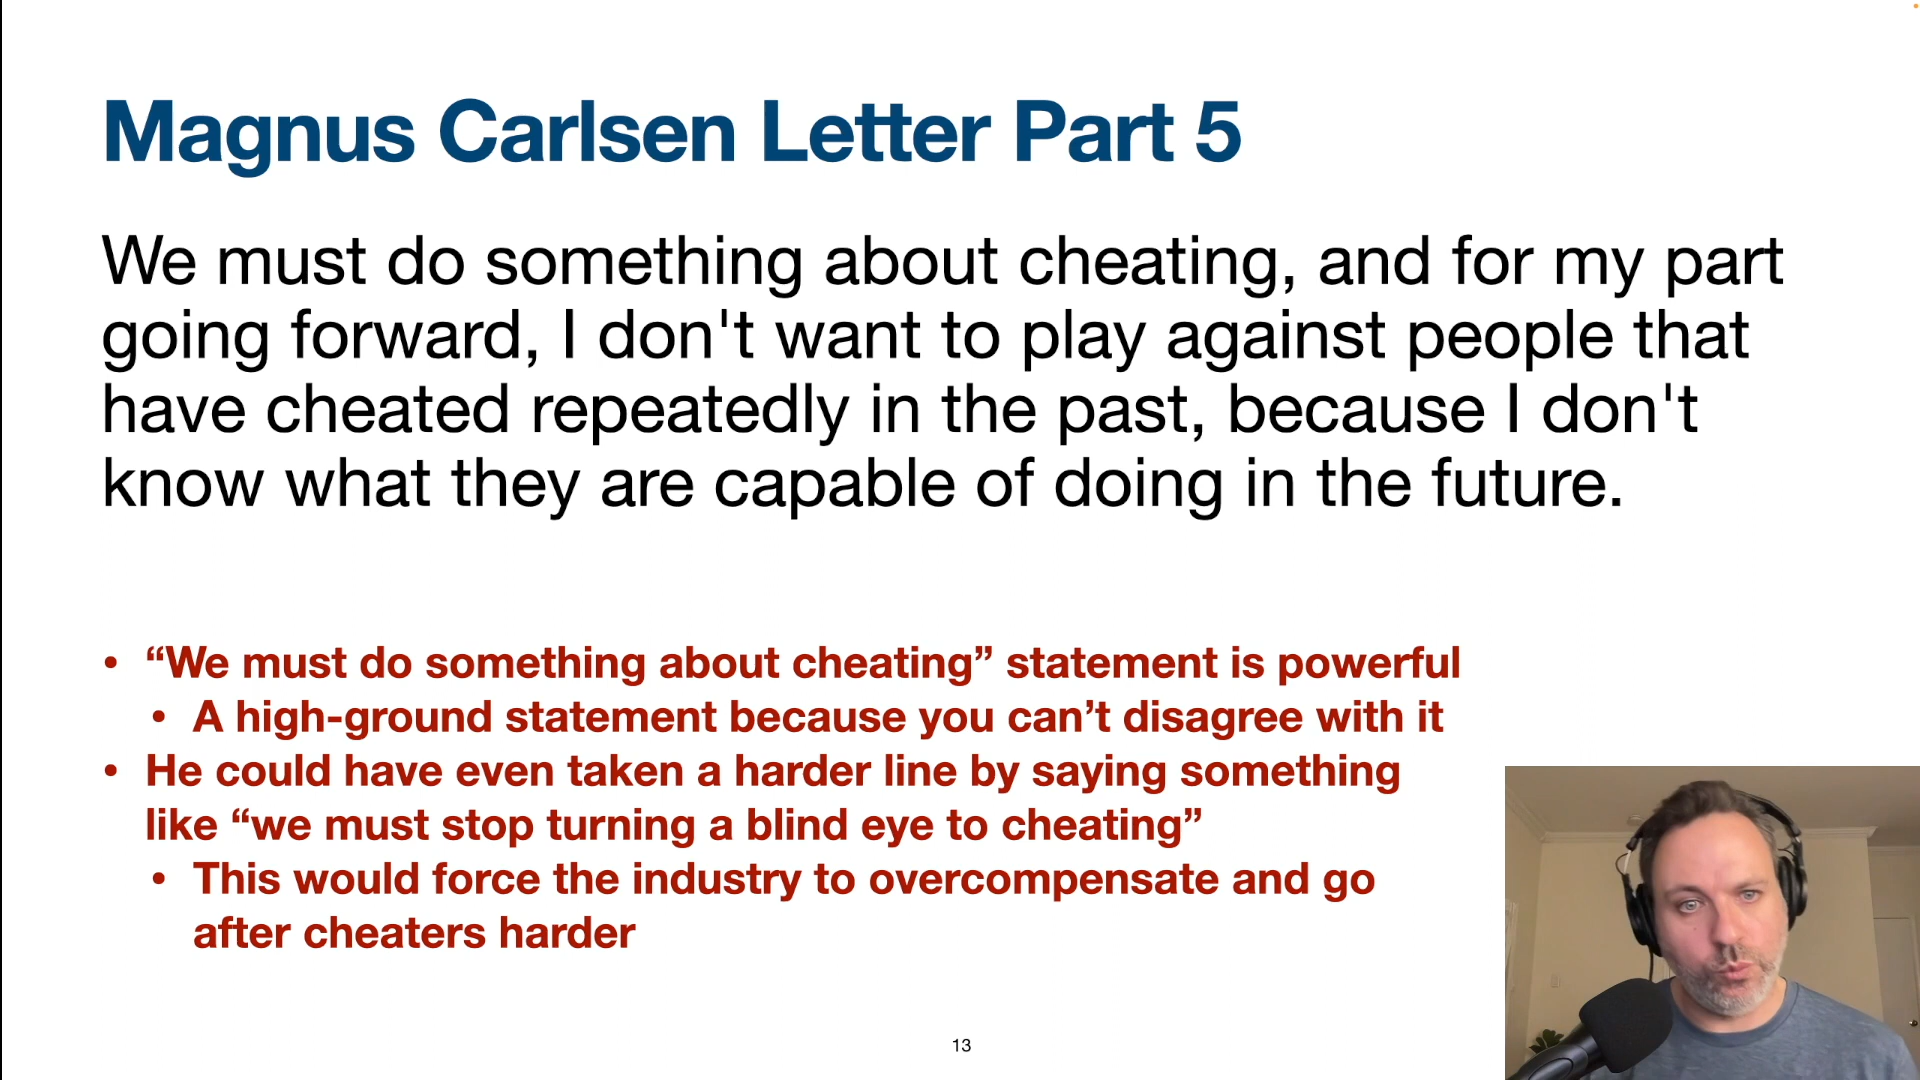 Magnus Carlsen Letter Part 5
We must do something about cheating, and for my part
going forward, I don't want to play against people that
have cheated repeatedly in the past, because I don't
know what they are capable of doing in the future.
• “We must do something about cheating” statement is powerful
• A high-ground statement because you can’t disagree with it
• He could have even taken a harder line by saying something
like “we must stop turning a blind eye to cheating”
• This would force the industry to overcompensate and go
after cheaters harder
13